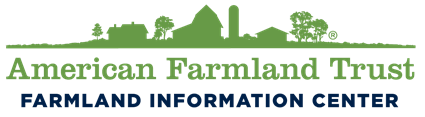 ®
American Farmland Trust
FARMLAND INFORMATION CENTER